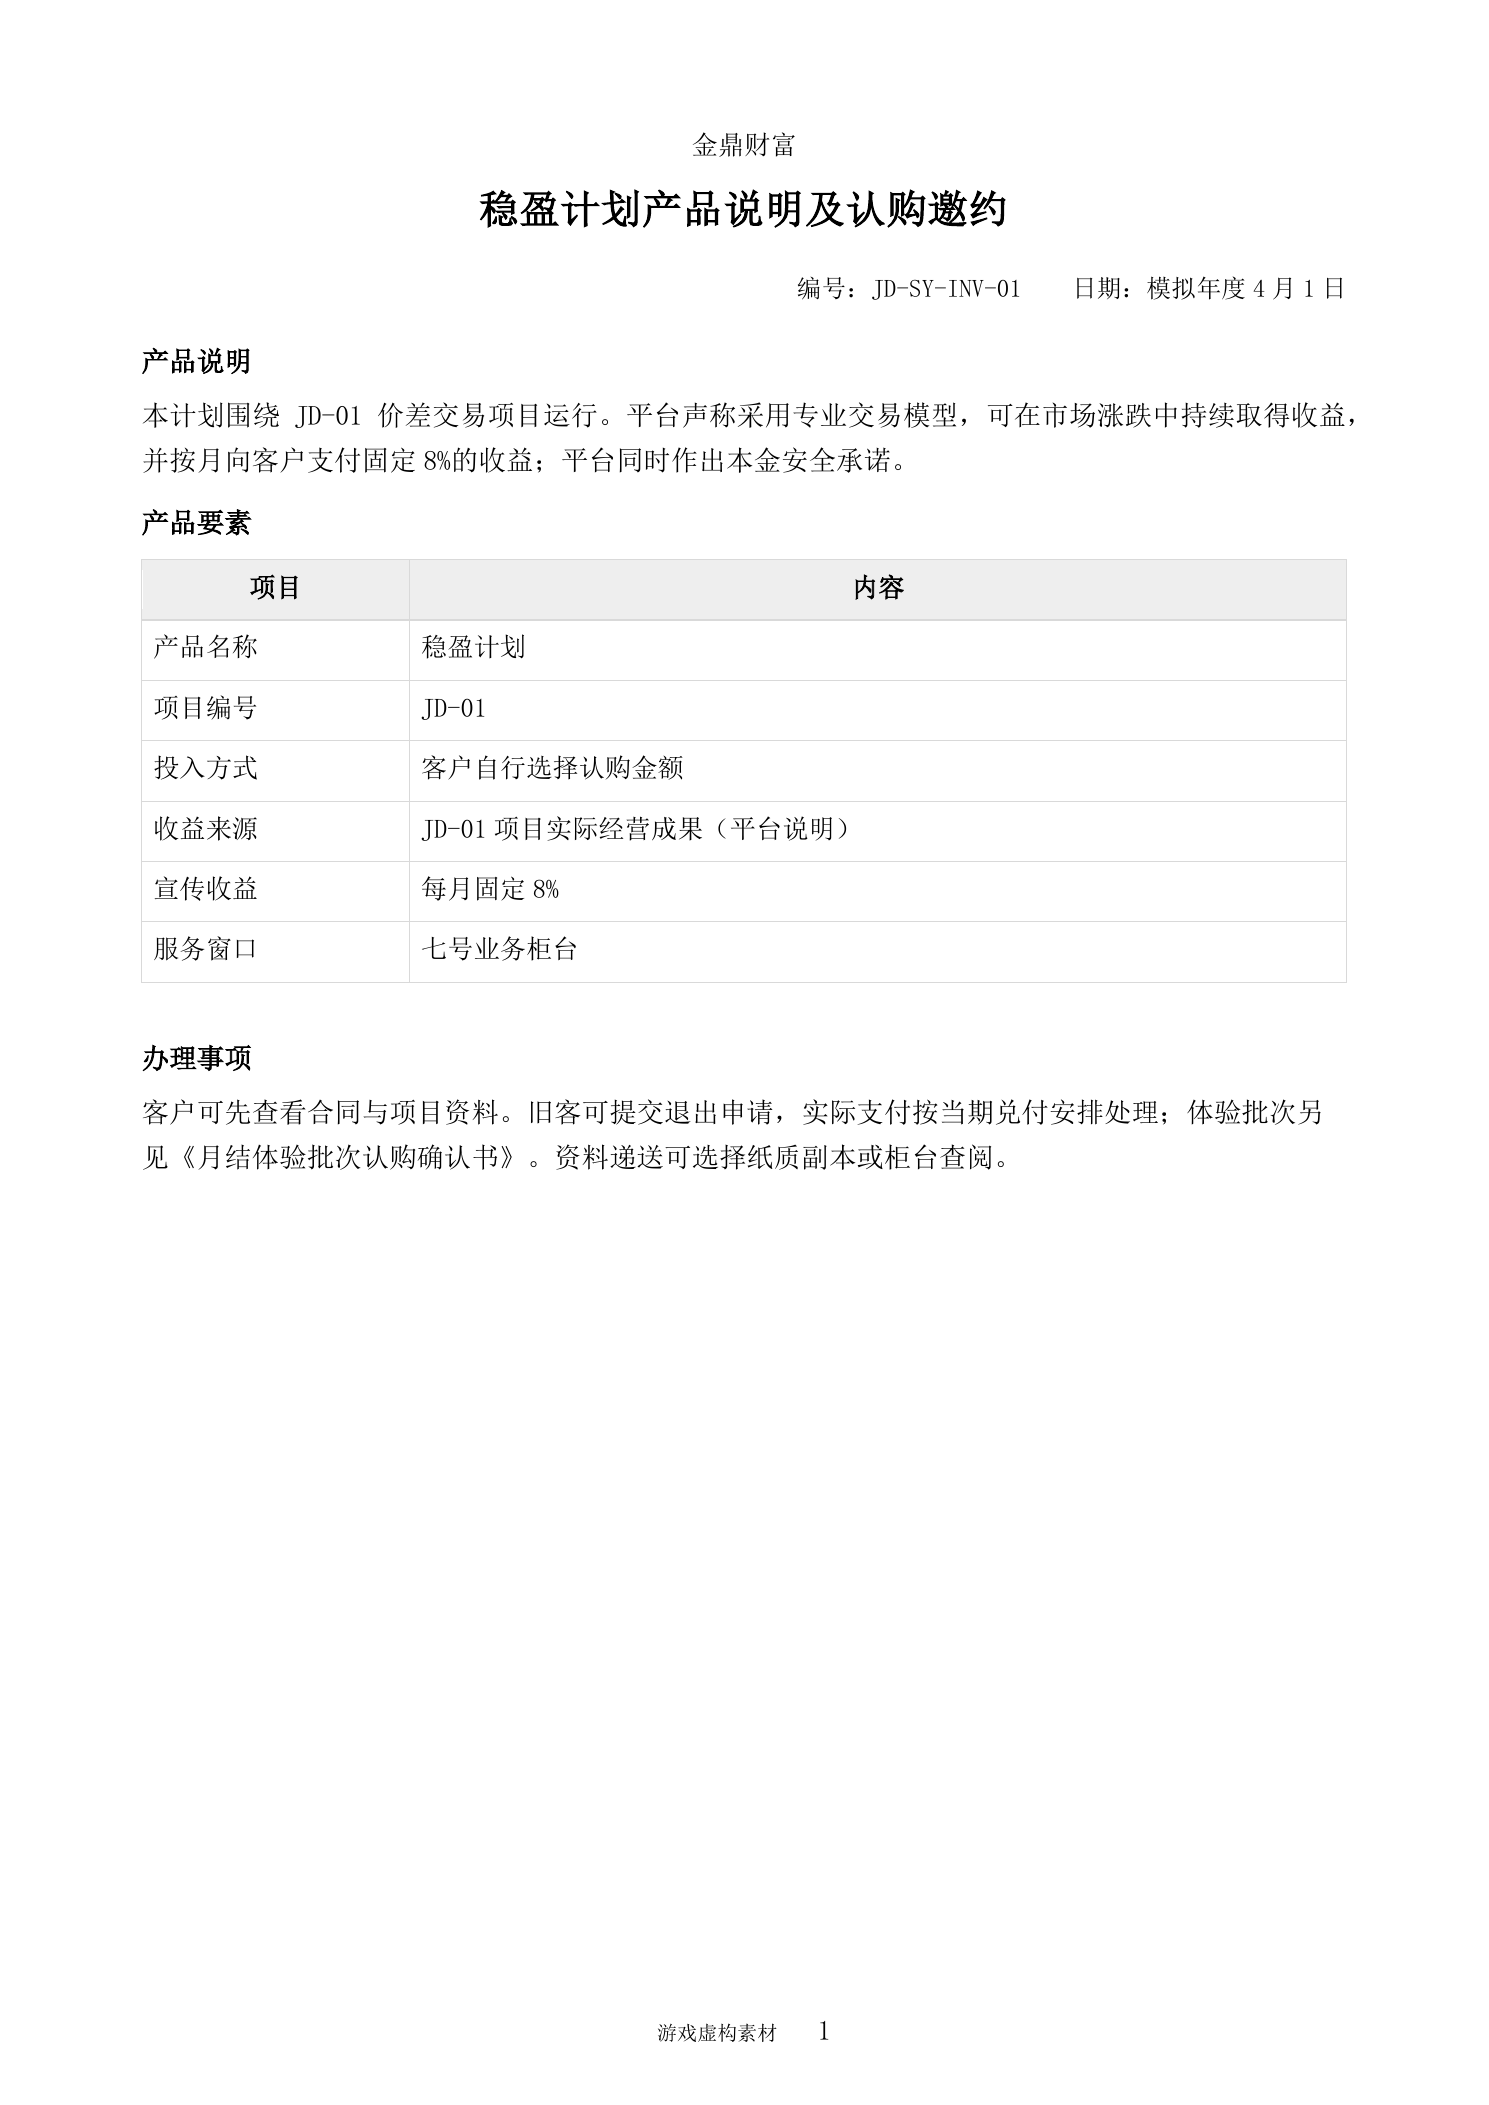 金鼎财富
稳盈计划产品说明及认购邀约
编号：JD-SY-INV-01 日期：模拟年度 4 月 1 日
产品说明
本计划围绕 JD-01 价差交易项目运行。平台声称采用专业交易模型，可在市场涨跌中持续取得收益，
并按月向客户支付固定 8%的收益；平台同时作出本金安全承诺。
产品要素
项目 内容
产品名称 稳盈计划
项目编号 JD-01
投入方式 客户自行选择认购金额
收益来源 JD-01 项目实际经营成果（平台说明）
宣传收益 每月固定 8%
服务窗口 七号业务柜台
办理事项
客户可先查看合同与项目资料。旧客可提交退出申请，实际支付按当期兑付安排处理；体验批次另
见《月结体验批次认购确认书》。资料递送可选择纸质副本或柜台查阅。
游戏虚构素材 1